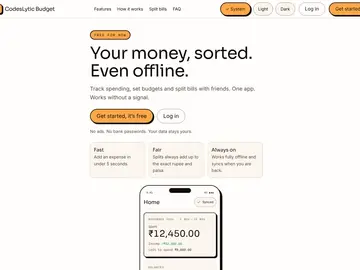 CodesLytic Budget
Features How it works Split bills FAQ
System Light Dark Log in Get started
FREE FOR NOW
Your money, sorted.
Even offline.
Track spending, set budgets and split bills with friends. One app.
Works without a signal.
Get started, it's free Log in
No ads. No bank passwords. Your data stays yours.
Fast
Add an expense in
under 5 seconds
Fair
Splits always add up to
the exact rupee and
paise
Always on
Works fully offline and
syncs when you are
back
Home
Synced
₹12,450.00